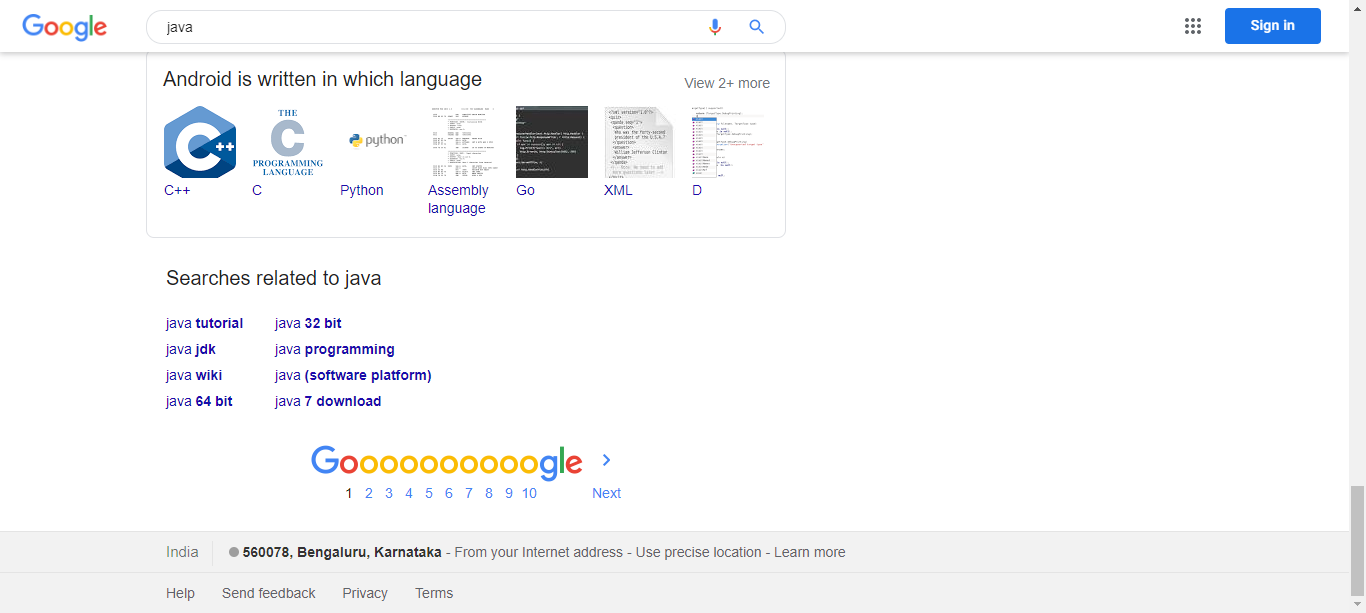 Google
java
Sign in
Android is written in which language
View 2+ more
THE
C
PROGRAMMING
LANGUAGE
python
C++
C
Python
Assembly
language
Go
XML
D
Searches related to java
java tutorial
java 32 bit
java jdk
java programming
java wiki
java (software platform)
java 64 bit
java 7 download
Goooooooooogle
1 2 3 4 5 6 7 8 9 10
Next
India
560078, Bengaluru, Karnataka - From your Internet address - Use precise location - Learn more
Help Send feedback Privacy Terms